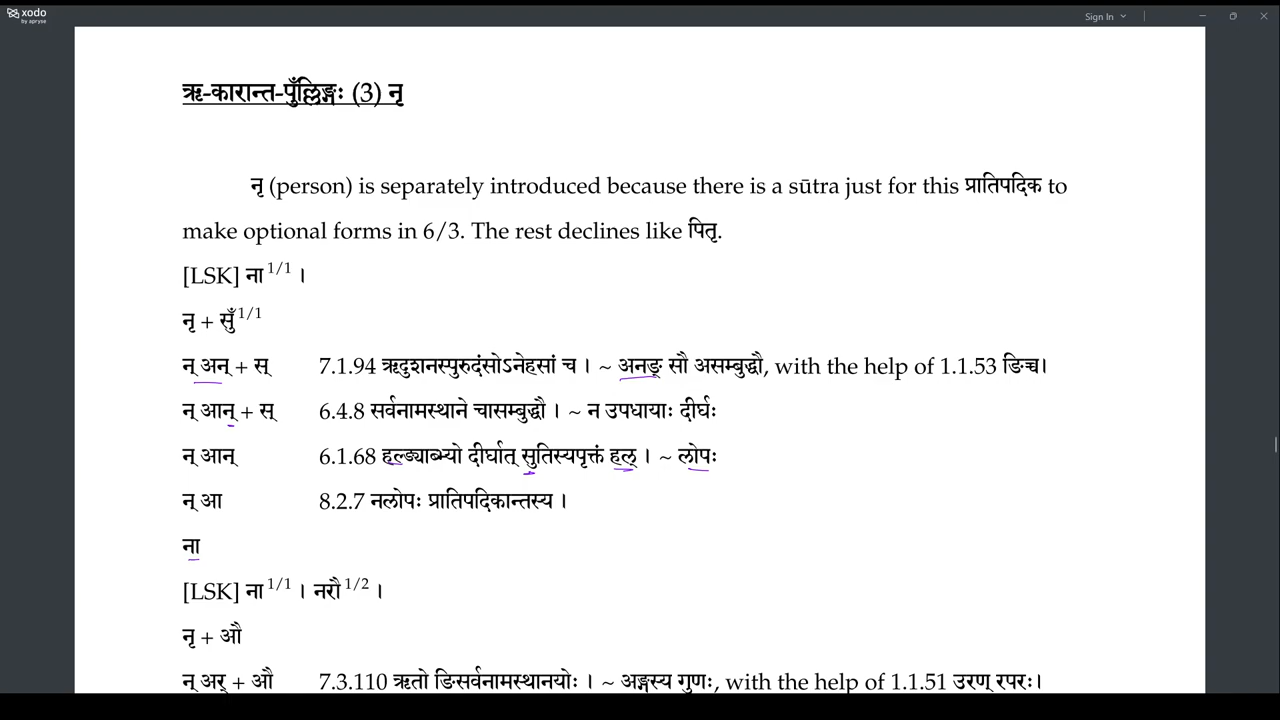 xodo
by apryse
Sign In
ऋ-कारान्त-पुँल्लिङ्गः (3) नृ
नृ (person) is separately introduced because there is a sūtra just for this प्रातिपदिक to
make optional forms in 6/3. The rest declines like पितृ.
[LSK] ना 1/1 ।
नृ + सुँ 1/1
न् अन् + स् 7.1.94 ऋदुशनस्पुरुदंसोऽनेहसां च । ~ अनङ् सौ असम्बुद्धौ, with the help of 1.1.53 ङिच्च।
न् आन् + स् 6.4.8 सर्वनामस्थाने चासम्बुद्धौ । ~ न उपधायाः दीर्घः
न् आन् 6.1.68 हल्ङ्याब्भ्यो दीर्घात् सुतिस्यपृक्तं हल् । ~ लोपः
न् आ 8.2.7 नलोपः प्रातिपदिकान्तस्य ।
ना
[LSK] ना 1/1 । नरौ 1/2 ।
नृ + औ
न् अर् + औ 7.3.110 ऋतो ङिसर्वनामस्थानयोः । ~ अङ्गस्य गुणः, with the help of 1.1.51 उरण् रपरः।